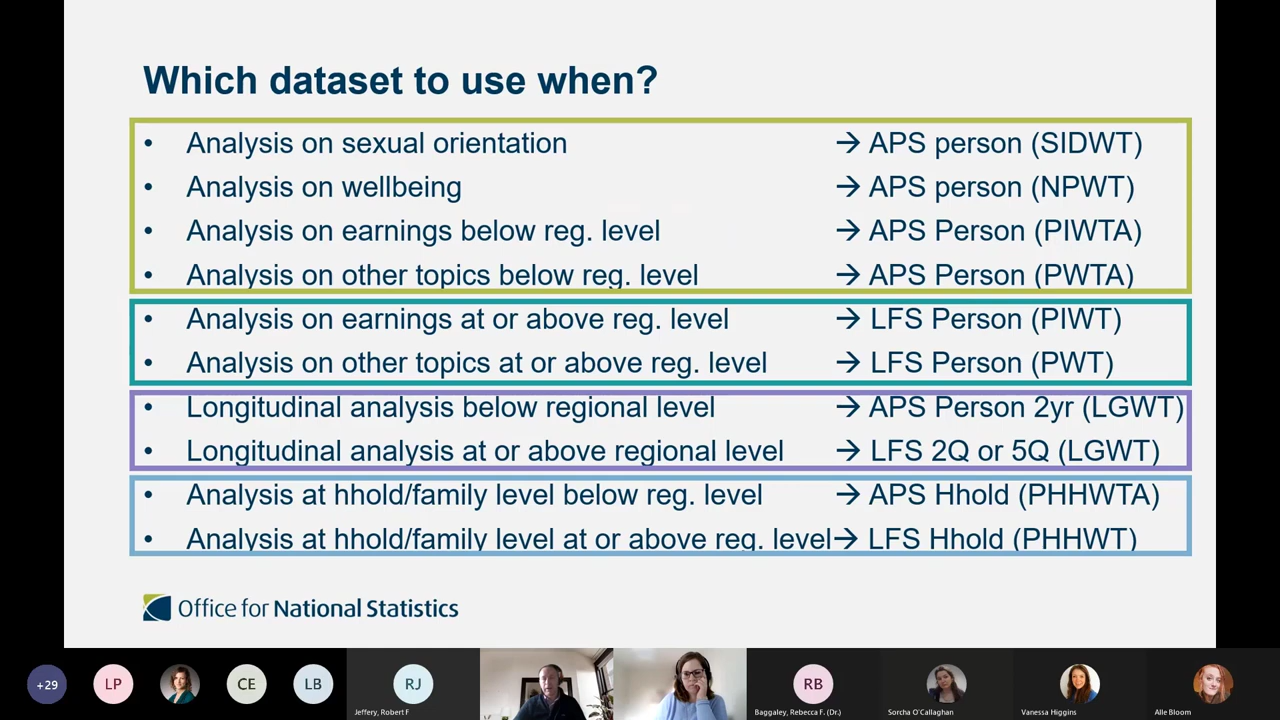 Which dataset to use when?
• Analysis on sexual orientation → APS person (SIDWT)
• Analysis on wellbeing → APS person (NPWT)
• Analysis on earnings below reg. level → APS Person (PIWTA)
• Analysis on other topics below reg. level → APS Person (PWTA)
• Analysis on earnings at or above reg. level → LFS Person (PIWT)
• Analysis on other topics at or above reg. level → LFS Person (PWT)
• Longitudinal analysis below regional level → APS Person 2yr (LGWT)
• Longitudinal analysis at or above regional level → LFS 2Q or 5Q (LGWT)
• Analysis at hhold/family level below reg. level → APS Hhold (PHHWTA)
• Analysis at hhold/family level at or above reg. level→ LFS Hhold (PHHWT)
Office for National Statistics
+29 LP CE LB RJ RB
Jeffery, Robert F Baggaley, Rebecca F. (Dr.) Sorcha O'Callaghan Vanessa Higgins Alle Bloom